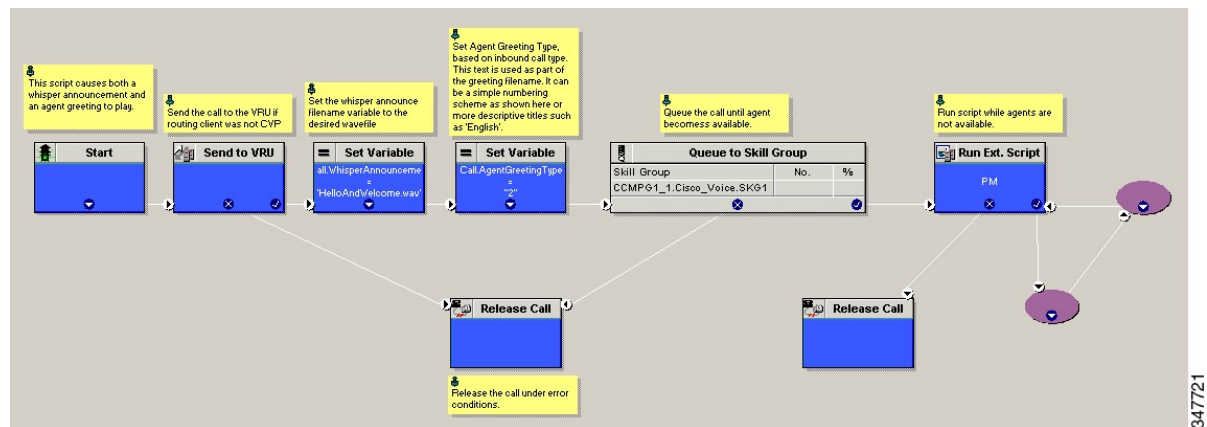 This script causes both a
whisper announcement and
an agent greeting to play.
Send the call to the VRU if
routing client was not CVP
Set the whisper announce
filename variable to the
desired wavefile
Set Agent Greeting Type,
based on inbound call type.
This text is used as part of
the greeting filename. It can
be a simple numbering
scheme as shown here or
more descriptive titles such
as 'English'.
Queue the call until agent
becomess available.
Run script while agents are
not available.
Start
Send to VRU
Set Variable
all.WhisperAnnounceme
=
'HelloAndWelcome.wav'
Set Variable
Call.AgentGreetingType
=
"2"
Queue to Skill Group
Skill Group No. %
CCMPG1_1.Cisco_Voice.SKG1
Run Ext. Script
PM
Release Call
Release the call under error
conditions.
Release Call
347721